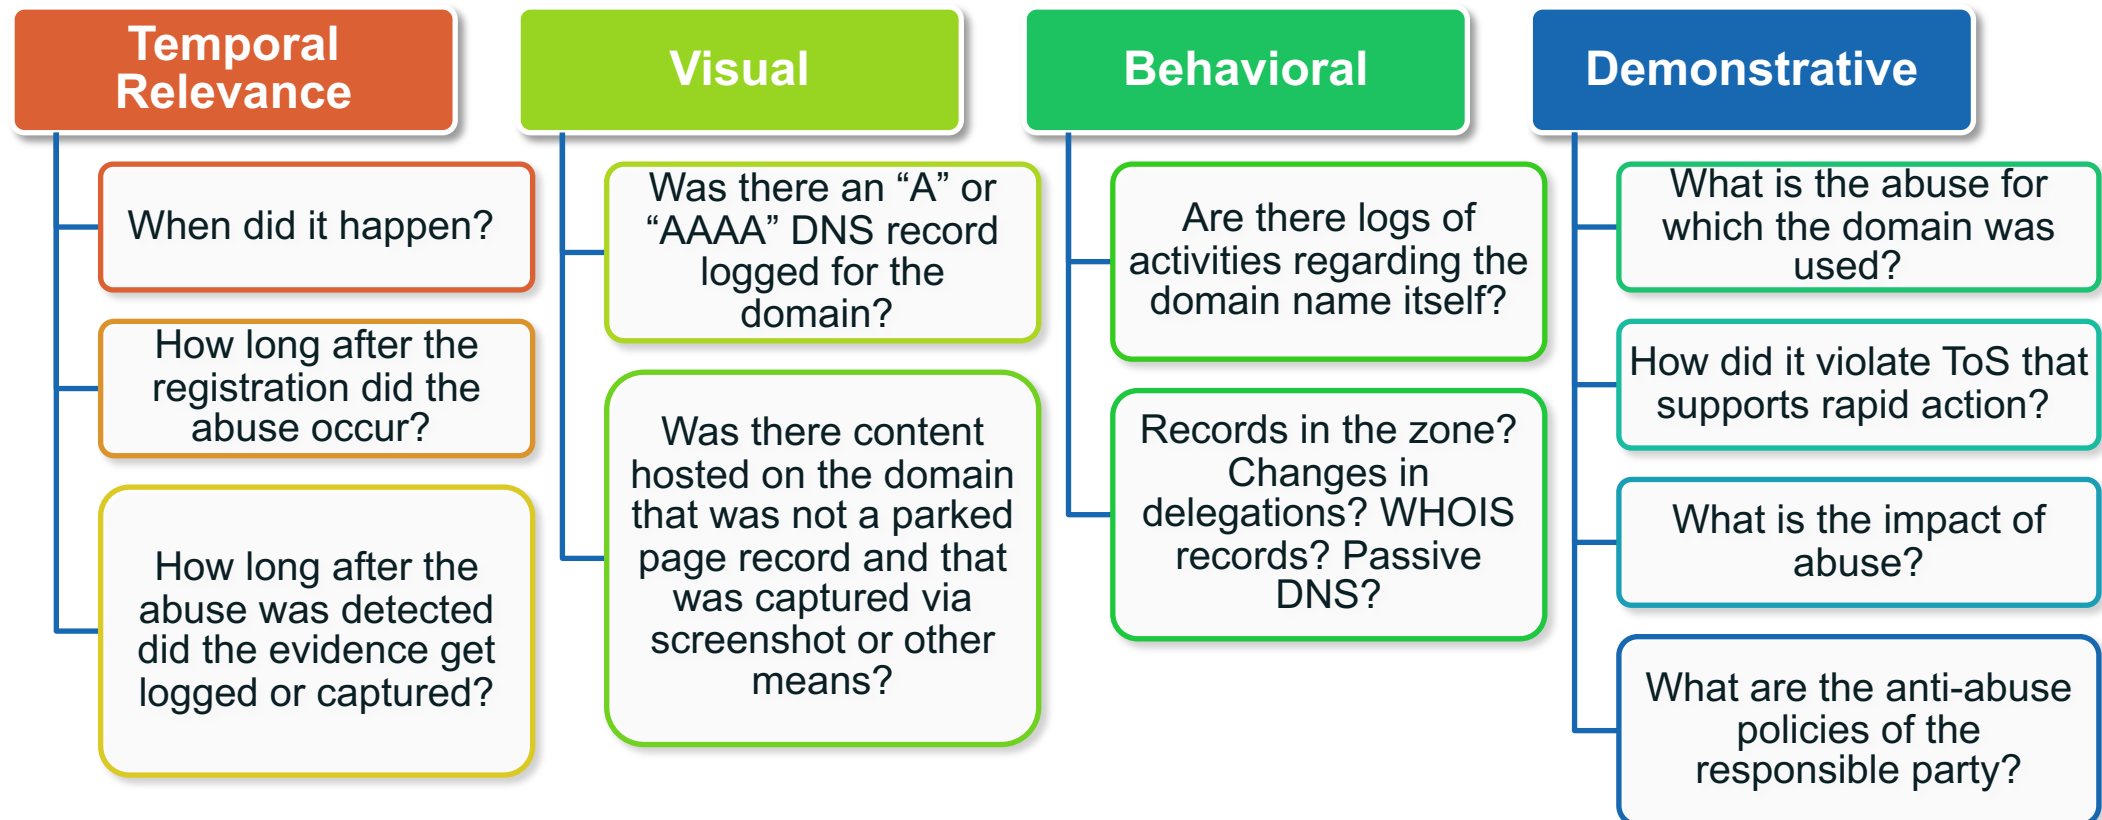 Temporal
Relevance
When did it happen?
How long after the
registration did the
abuse occur?
How long after the
abuse was detected
did the evidence get
logged or captured?
Visual
Was there an “A” or
“AAAA” DNS record
logged for the
domain?
Was there content
hosted on the domain
that was not a parked
page record and that
was captured via
screenshot or other
means?
Behavioral
Are there logs of
activities regarding the
domain name itself?
Records in the zone?
Changes in
delegations? WHOIS
records? Passive
DNS?
Demonstrative
What is the abuse for
which the domain was
used?
How did it violate ToS that
supports rapid action?
What is the impact of
abuse?
What are the anti-abuse
policies of the
responsible party?